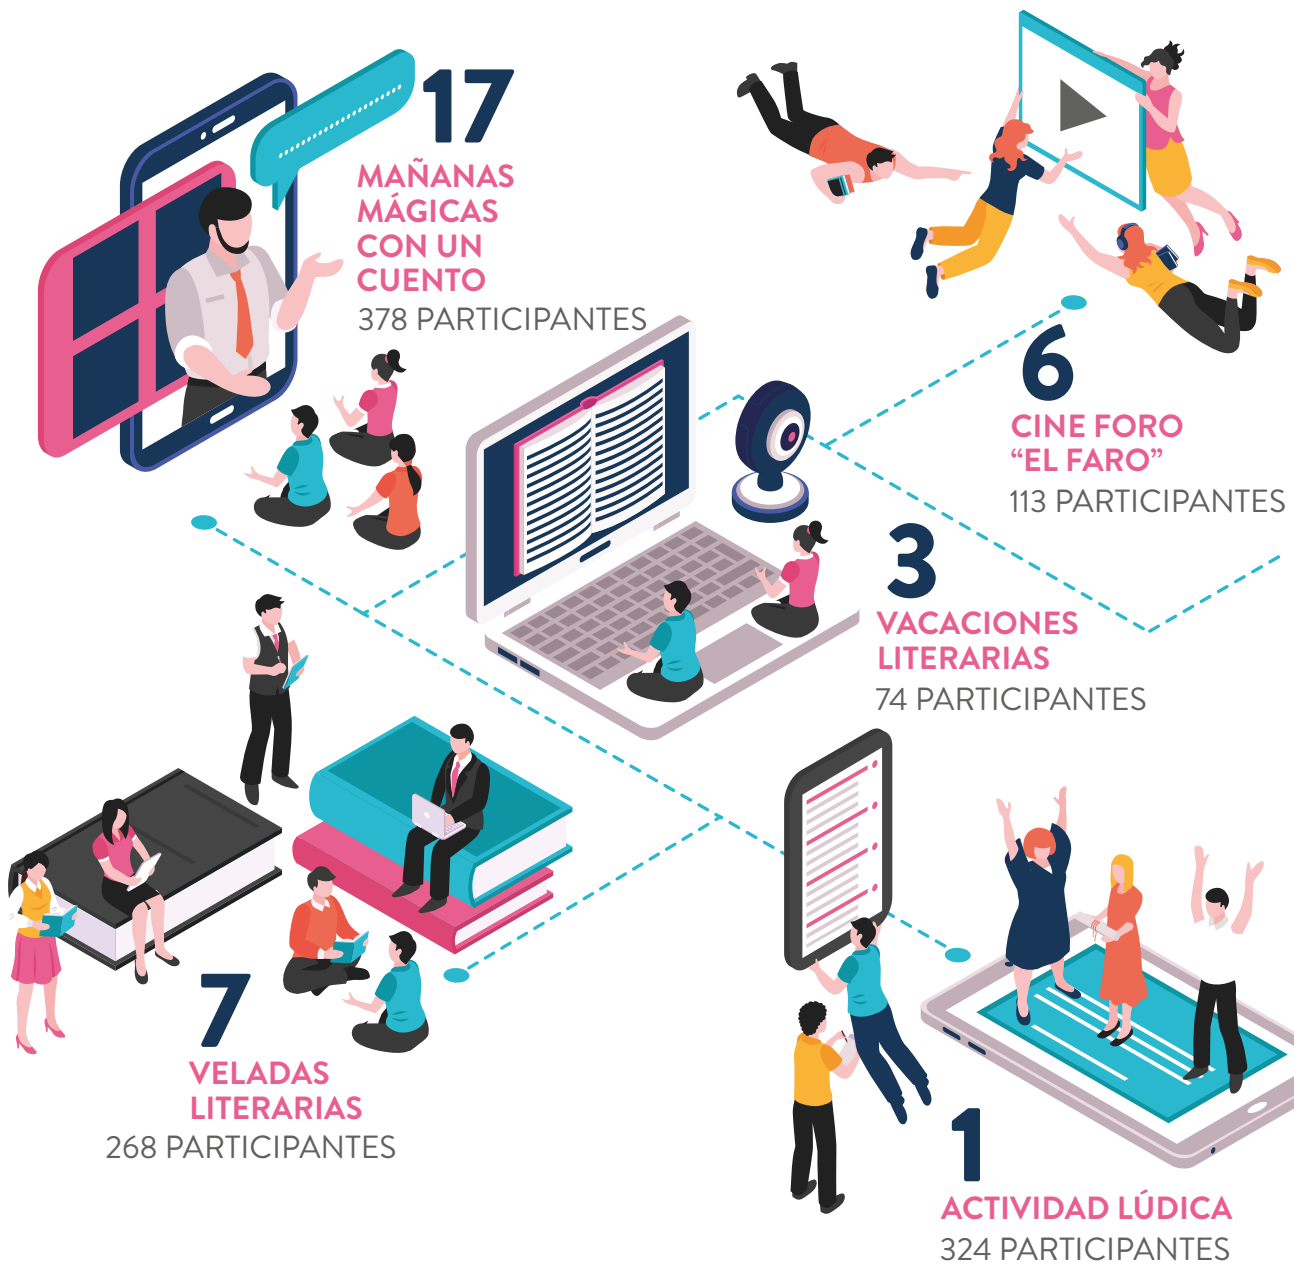 17
MAÑANAS
MÁGICAS
CON UN
CUENTO
378 PARTICIPANTES
6
CINE FORO
“EL FARO”
113 PARTICIPANTES
3
VACACIONES
LITERARIAS
74 PARTICIPANTES
7
VELADAS
LITERARIAS
268 PARTICIPANTES
1
ACTIVIDAD LÚDICA
324 PARTICIPANTES